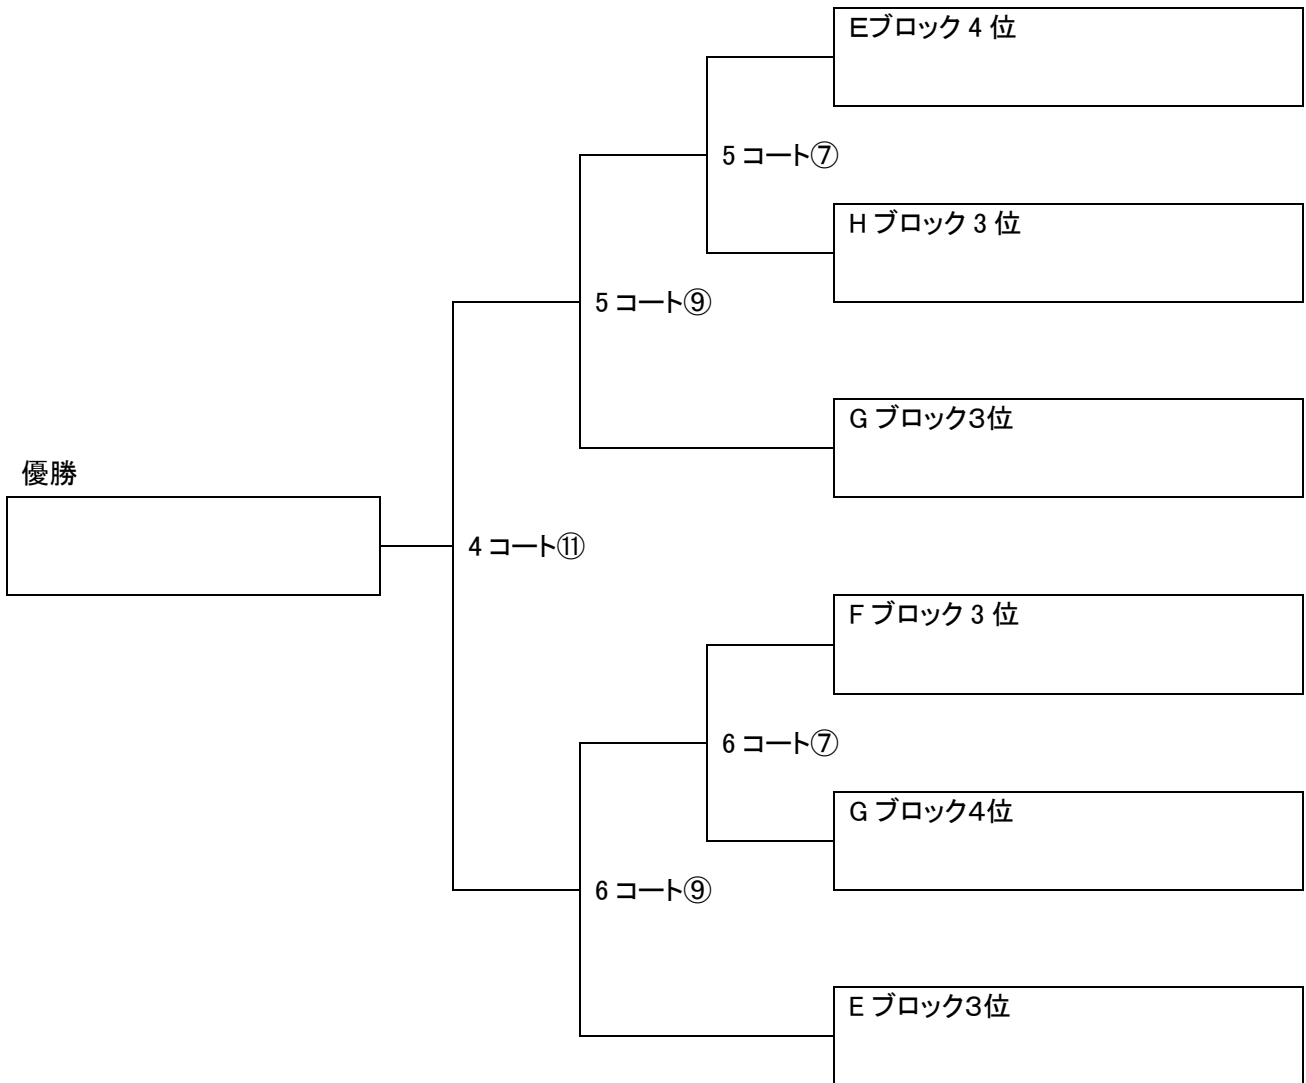 Eブロック 4 位
5 コート⑦
H ブロック 3 位
5 コート⑨
G ブロック3位
優勝
4 コート⑪
F ブロック 3 位
6 コート⑦
G ブロック4位
6 コート⑨
E ブロック3位